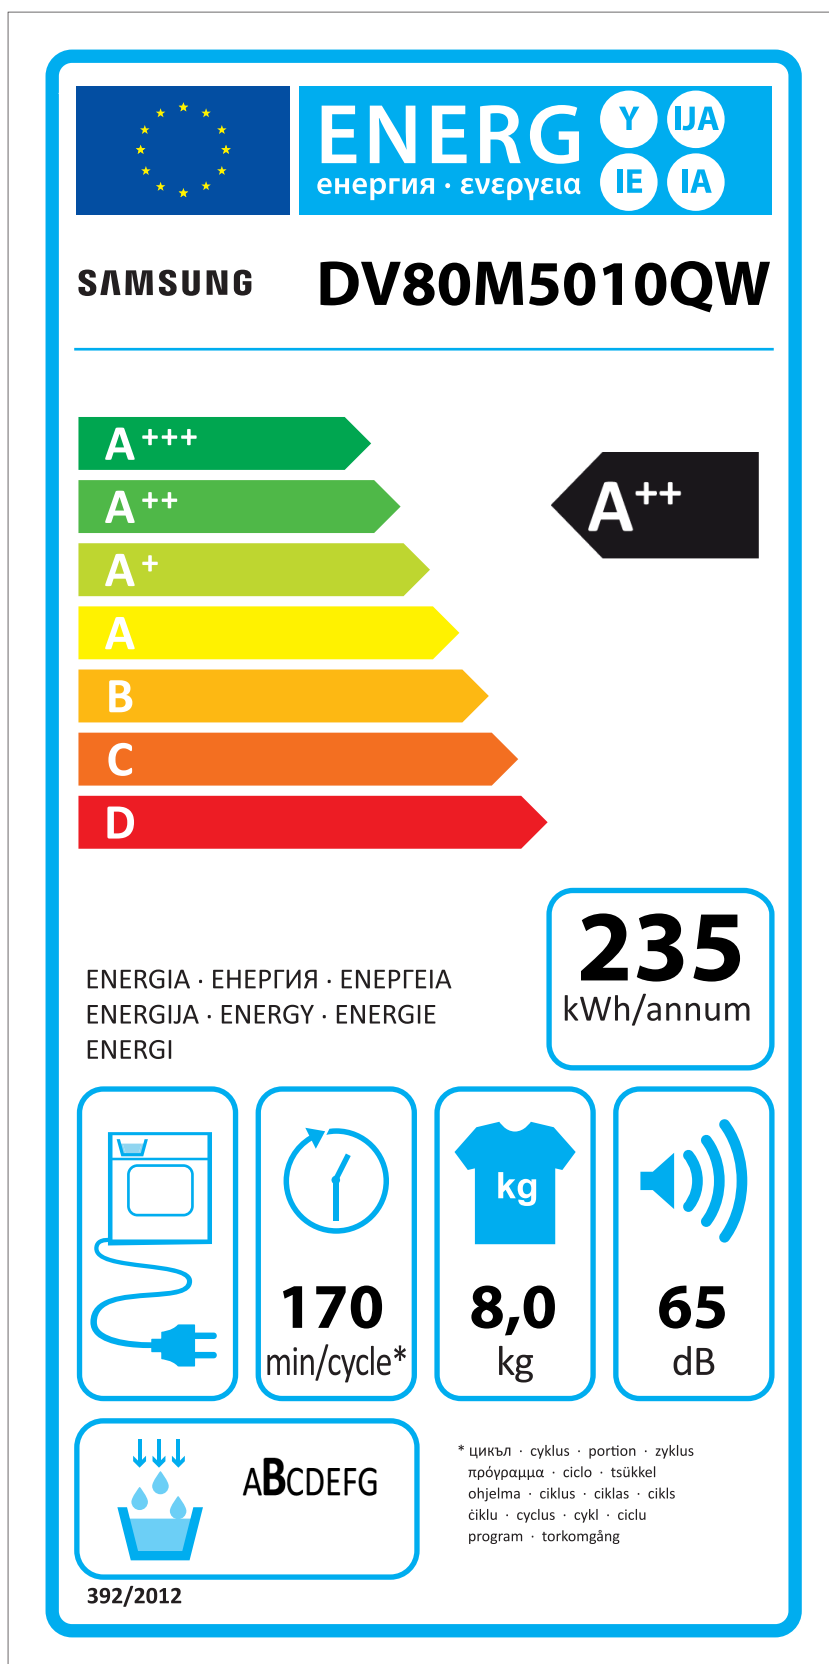 ENERG
енергия · ενεργεια
Y
IJA
IE
IA
SAMSUNG
DV80M5010QW
A+++
A++
A+
A
B
C
D
A++
235
kWh/annum
ENERGIA · ЕНЕРГИЯ · ΕΝΕΡΓΕΙΑ
ENERGIJA · ENERGY · ENERGIE
ENERGI
170
min/cycle*
kg
8,0
kg
65
dB
ABCDEFG
* цикъл · cyklus · portion · zyklus
πρόγραμμα · ciclo · tsükkel
ohjelma · ciklus · ciklas · cikls
ċiklu · cyclus · cykl · ciclu
program · torkomgång
392/2012